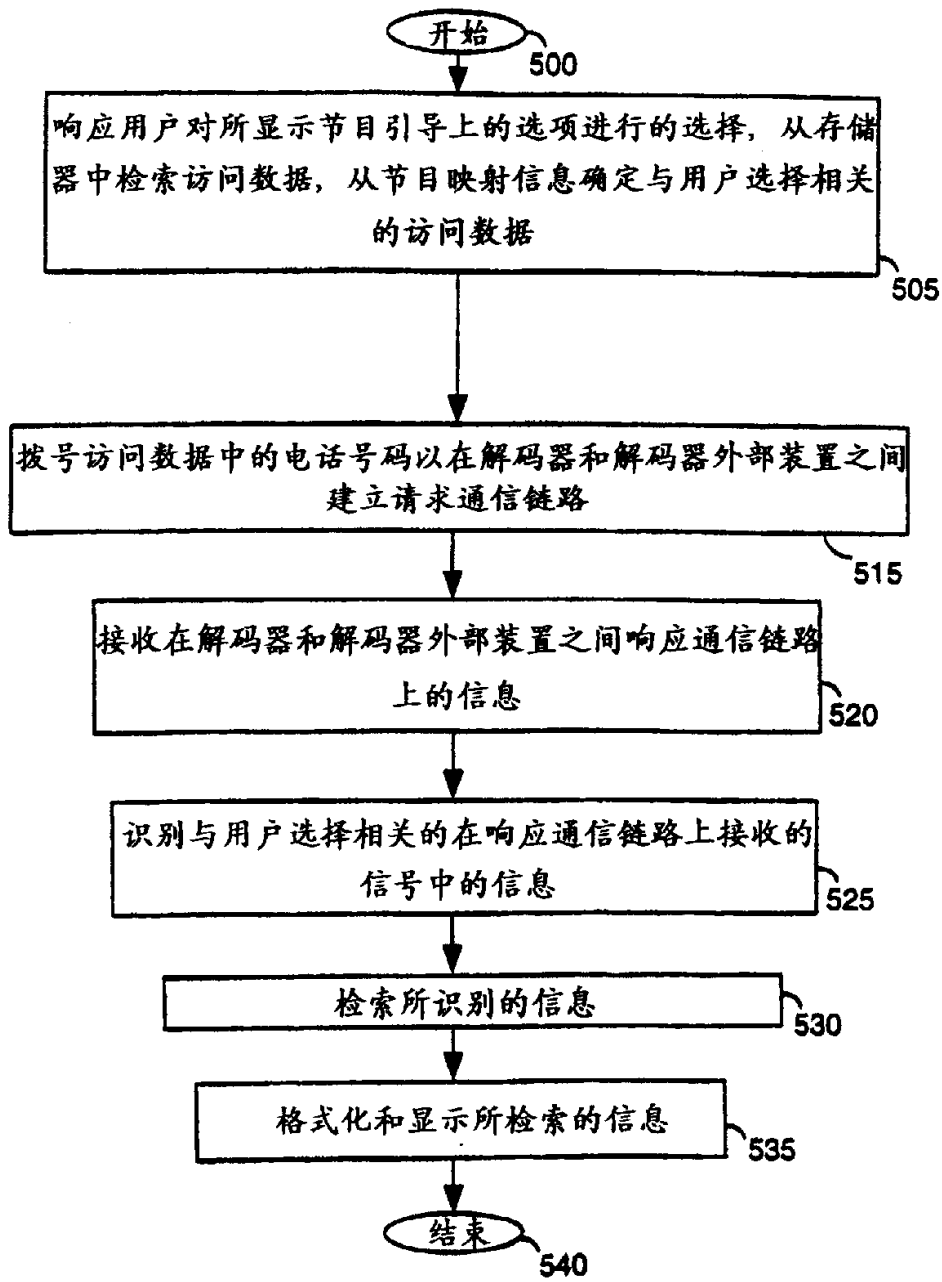 开始
500
响应用户对所显示节目引导上的选项进行的选择，从存储
器中检索访问数据，从节目映射信息确定与用户选择相关
的访问数据
505
拨号访问数据中的电话号码以在解码器和解码器外部装置之间
建立请求通信链路
515
接收在解码器和解码器外部装置之间响应通信链路
上的信息
520
识别与用户选择相关的在响应通信链路上接收的
信号中的信息
525
检索所识别的信息
530
格式化和显示所检索的信息
535
结束
540